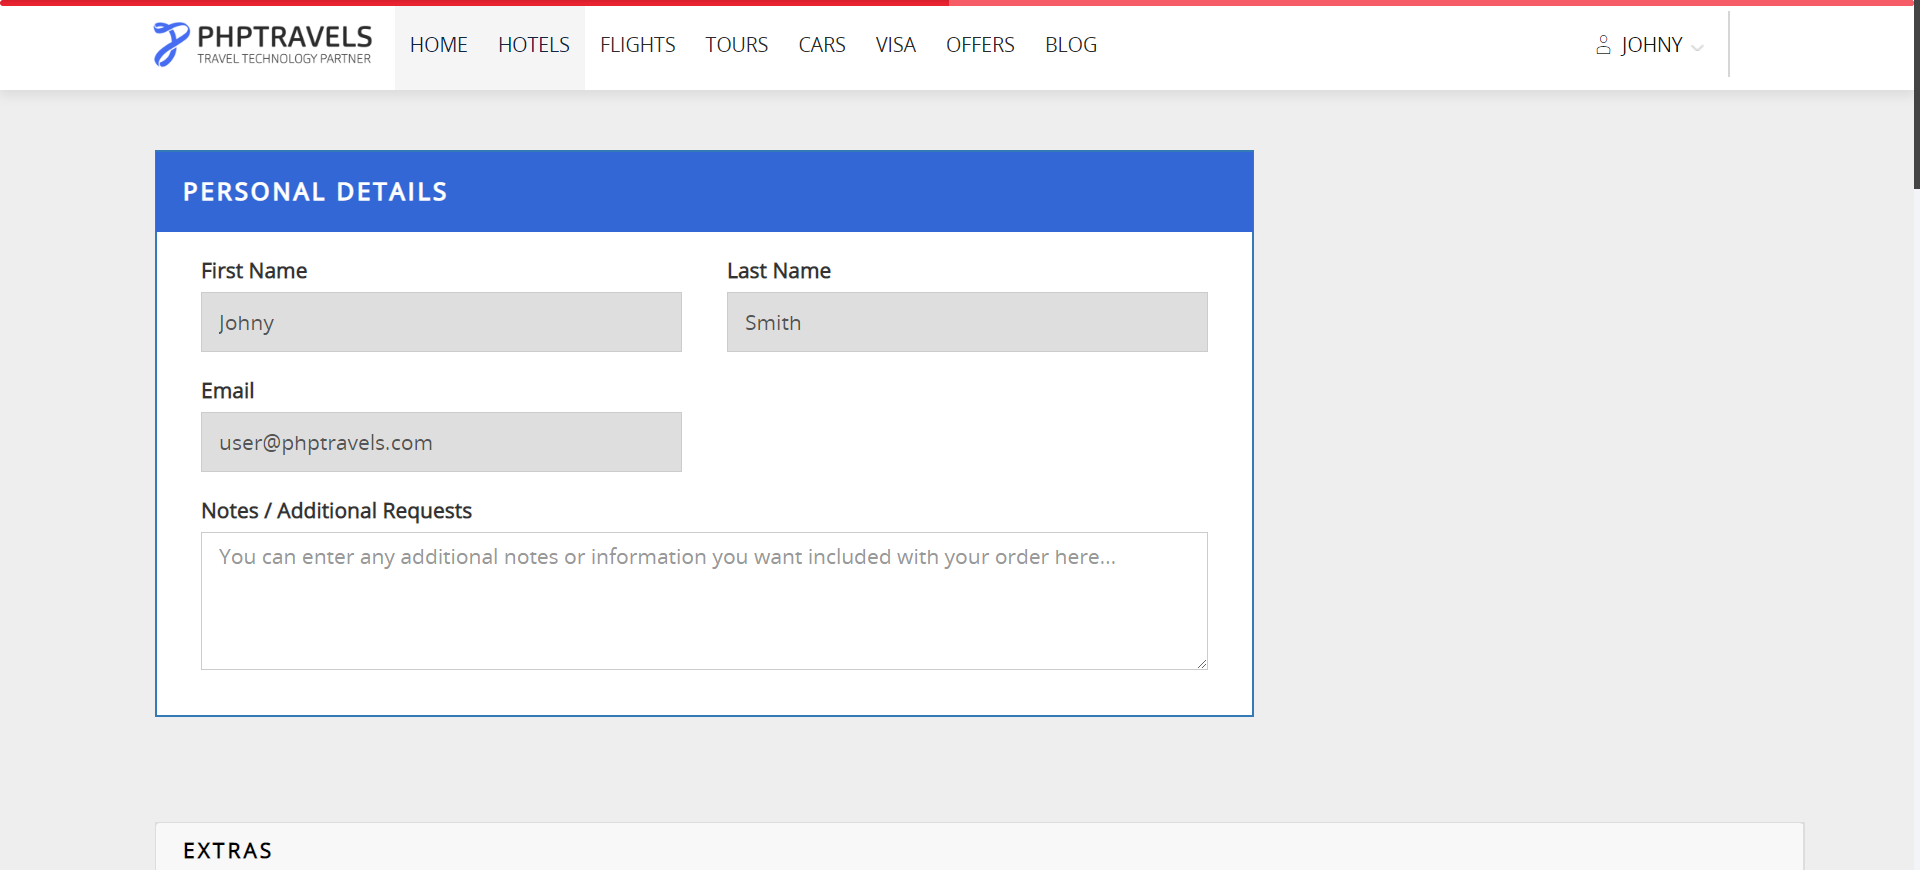 PHPTRAVELS
TRAVEL TECHNOLOGY PARTNER
HOME HOTELS FLIGHTS TOURS CARS VISA OFFERS BLOG
JOHNY
PERSONAL DETAILS
First Name Last Name
Johny Smith
Email
user@phptravels.com
Notes / Additional Requests
You can enter any additional notes or information you want included with your order here...
EXTRAS